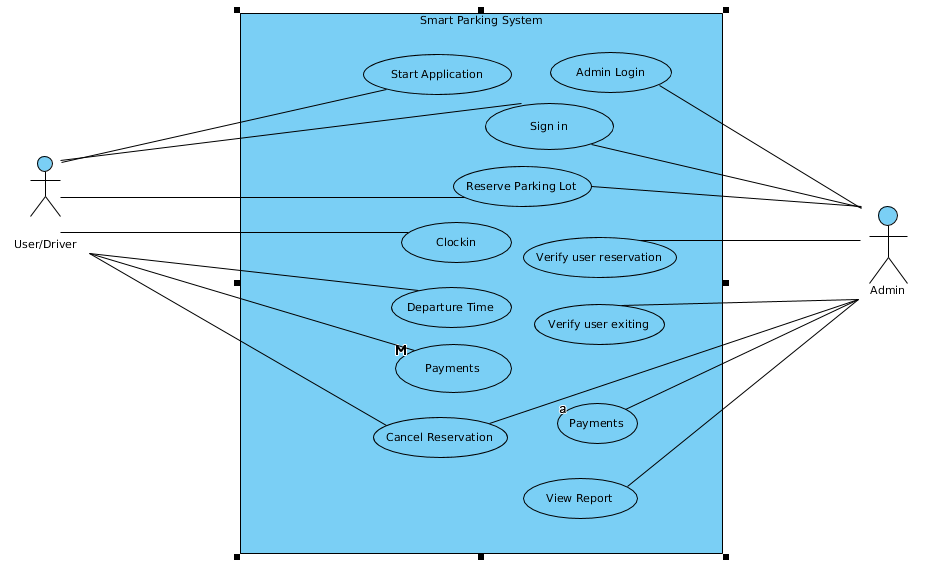 Smart Parking System
Start Application
Admin Login
Sign in
Reserve Parking Lot
User/Driver
Clockin
Verify user reservation
Admin
Departure Time
Verify user exiting
M
Payments
a
Payments
Cancel Reservation
View Report